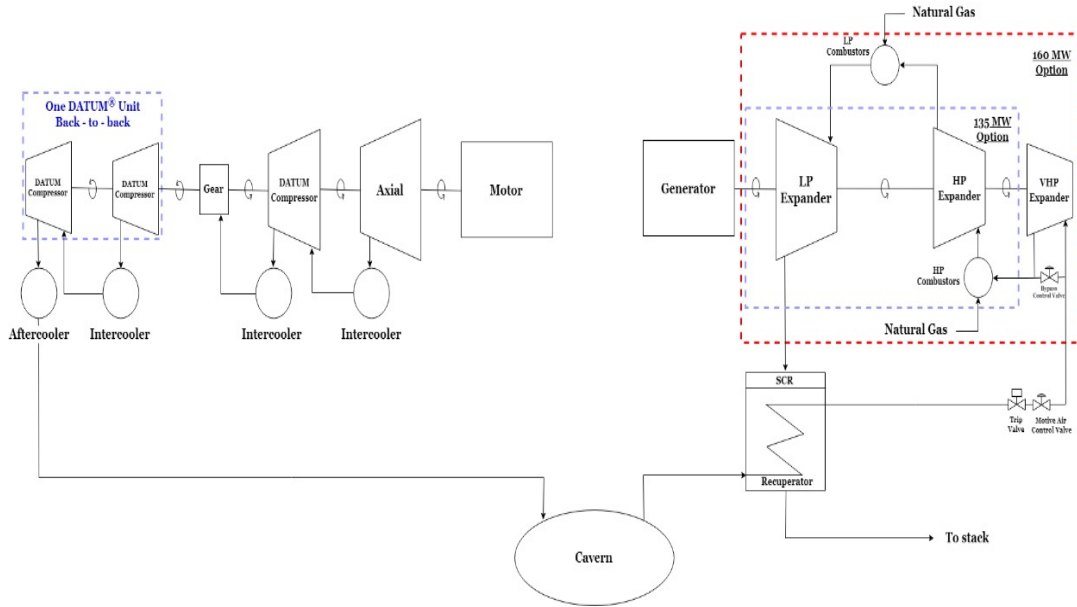 Natural Gas
LP
Combustors
160 MW
Option
One DATUM® Unit
Back - to - back
135 MW
Option
DATUM
Compressor
DATUM
Compressor
Gear
DATUM
Compressor
Axial
Motor
Generator
LP
Expander
HP
Expander
VHP
Expander
HP
Combustors
Bypass
Control Valve
Aftercooler
Intercooler
Intercooler
Intercooler
Natural Gas
SCR
Trip
Valve
Motive Air
Control Valve
Recuperator
To stack
Cavern